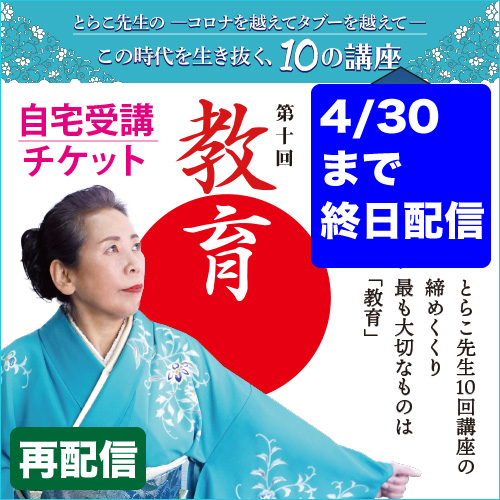 とらこ先生の ―コロナを越えてタブーを越えて―
この時代を生き抜く、10の講座
自宅受講
チケット
第十回
教育
4/30
まで
終日配信
とらこ先生10回講座の
締めくくり
最も大切なものは
「教育」
再配信